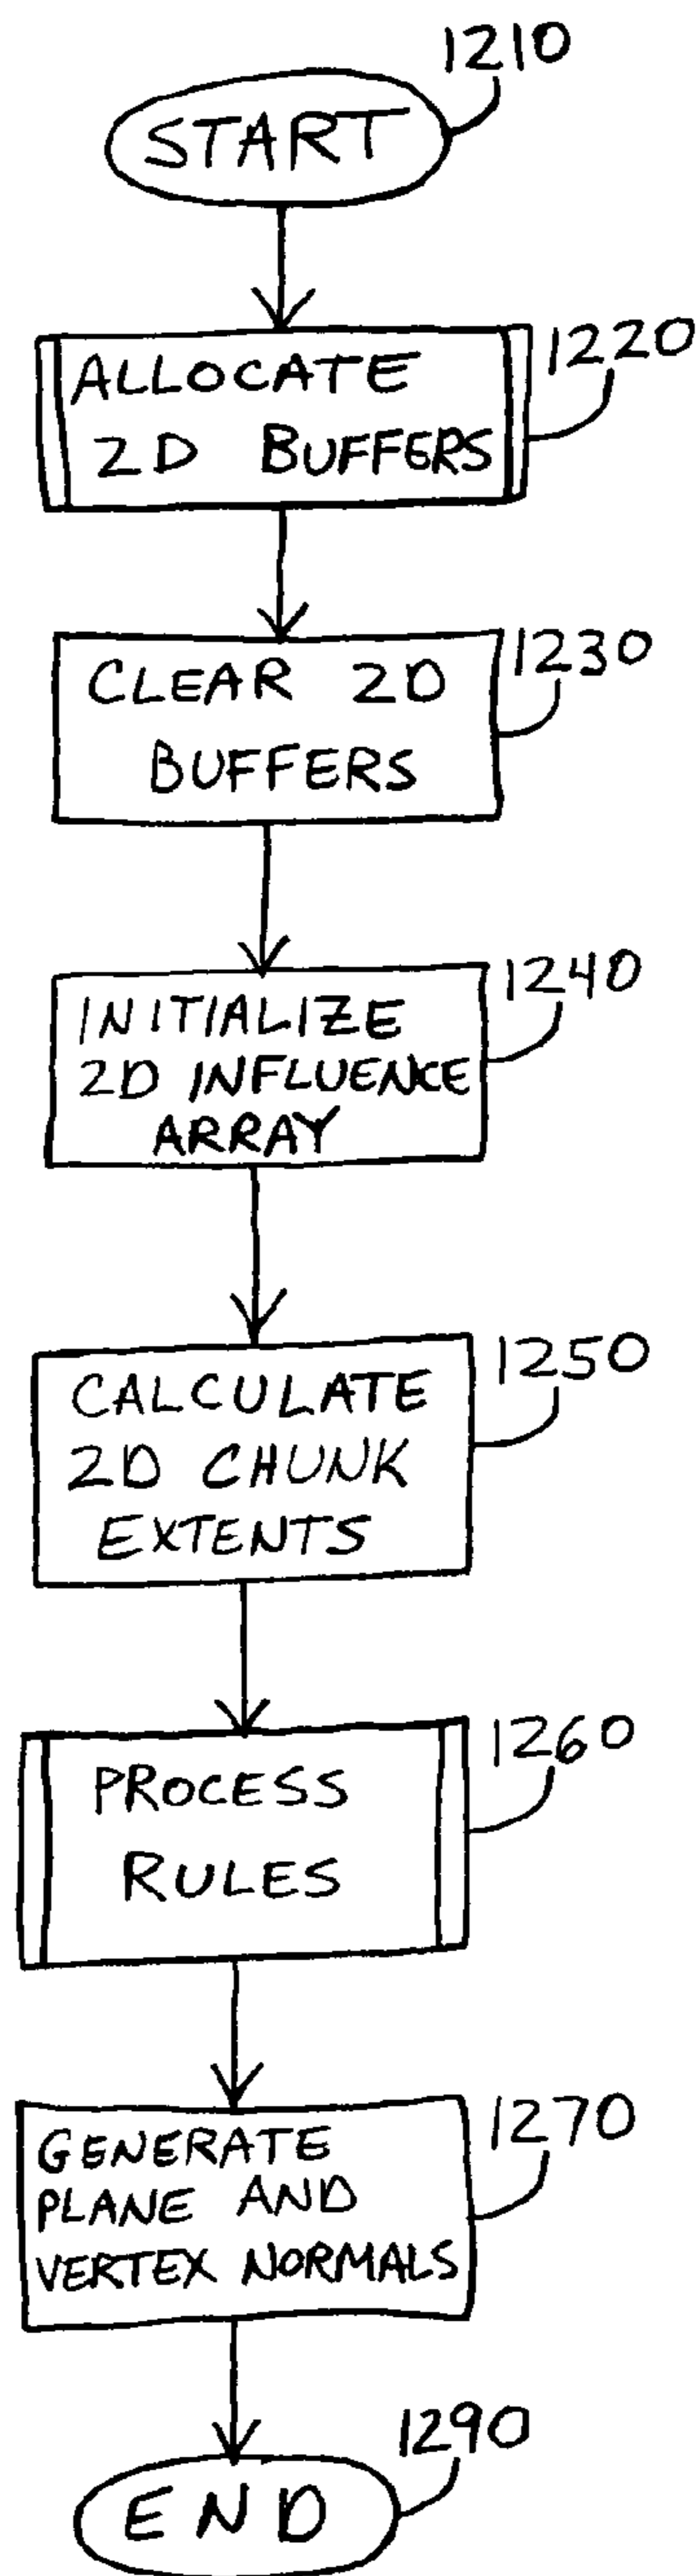 1210
START
1220
ALLOCATE
2D BUFFERS
1230
CLEAR 2D
BUFFERS
1240
INITIALIZE
2D INFLUENCE
ARRAY
1250
CALCULATE
2D CHUNK
EXTENTS
1260
PROCESS
RULES
1270
GENERATE
PLANE AND
VERTEX NORMALS
1290
END